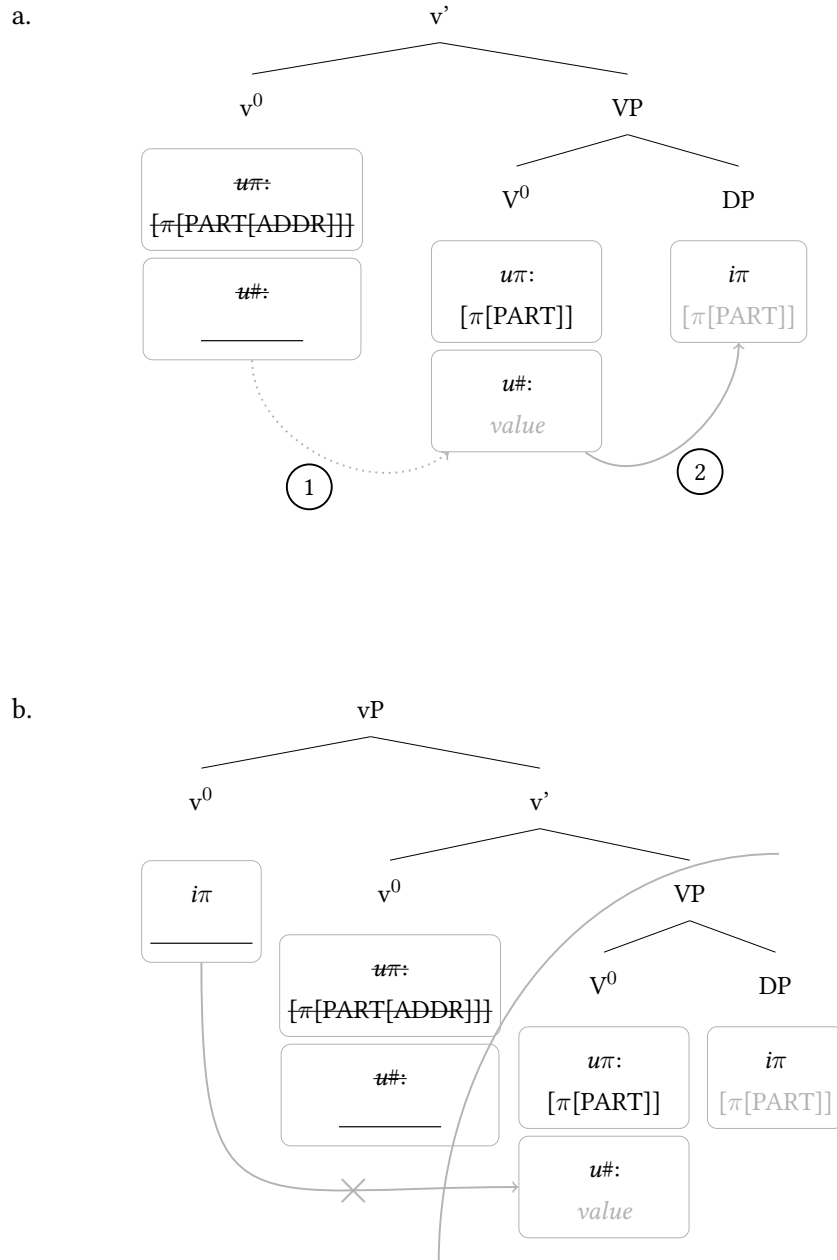 a.
v’
v⁰ VP
~~uπ:~~
~~[π[PART[ADDR]]]~~
V⁰ DP
~~u#:~~
uπ: iπ
[π[PART]] [π[PART]]
u#:
value
1 2
b.
vP
v⁰ v’
iπ
v⁰ VP
~~uπ:~~
~~[π[PART[ADDR]]]~~
V⁰ DP
~~u#:~~
uπ: iπ
[π[PART]] [π[PART]]
u#:
value